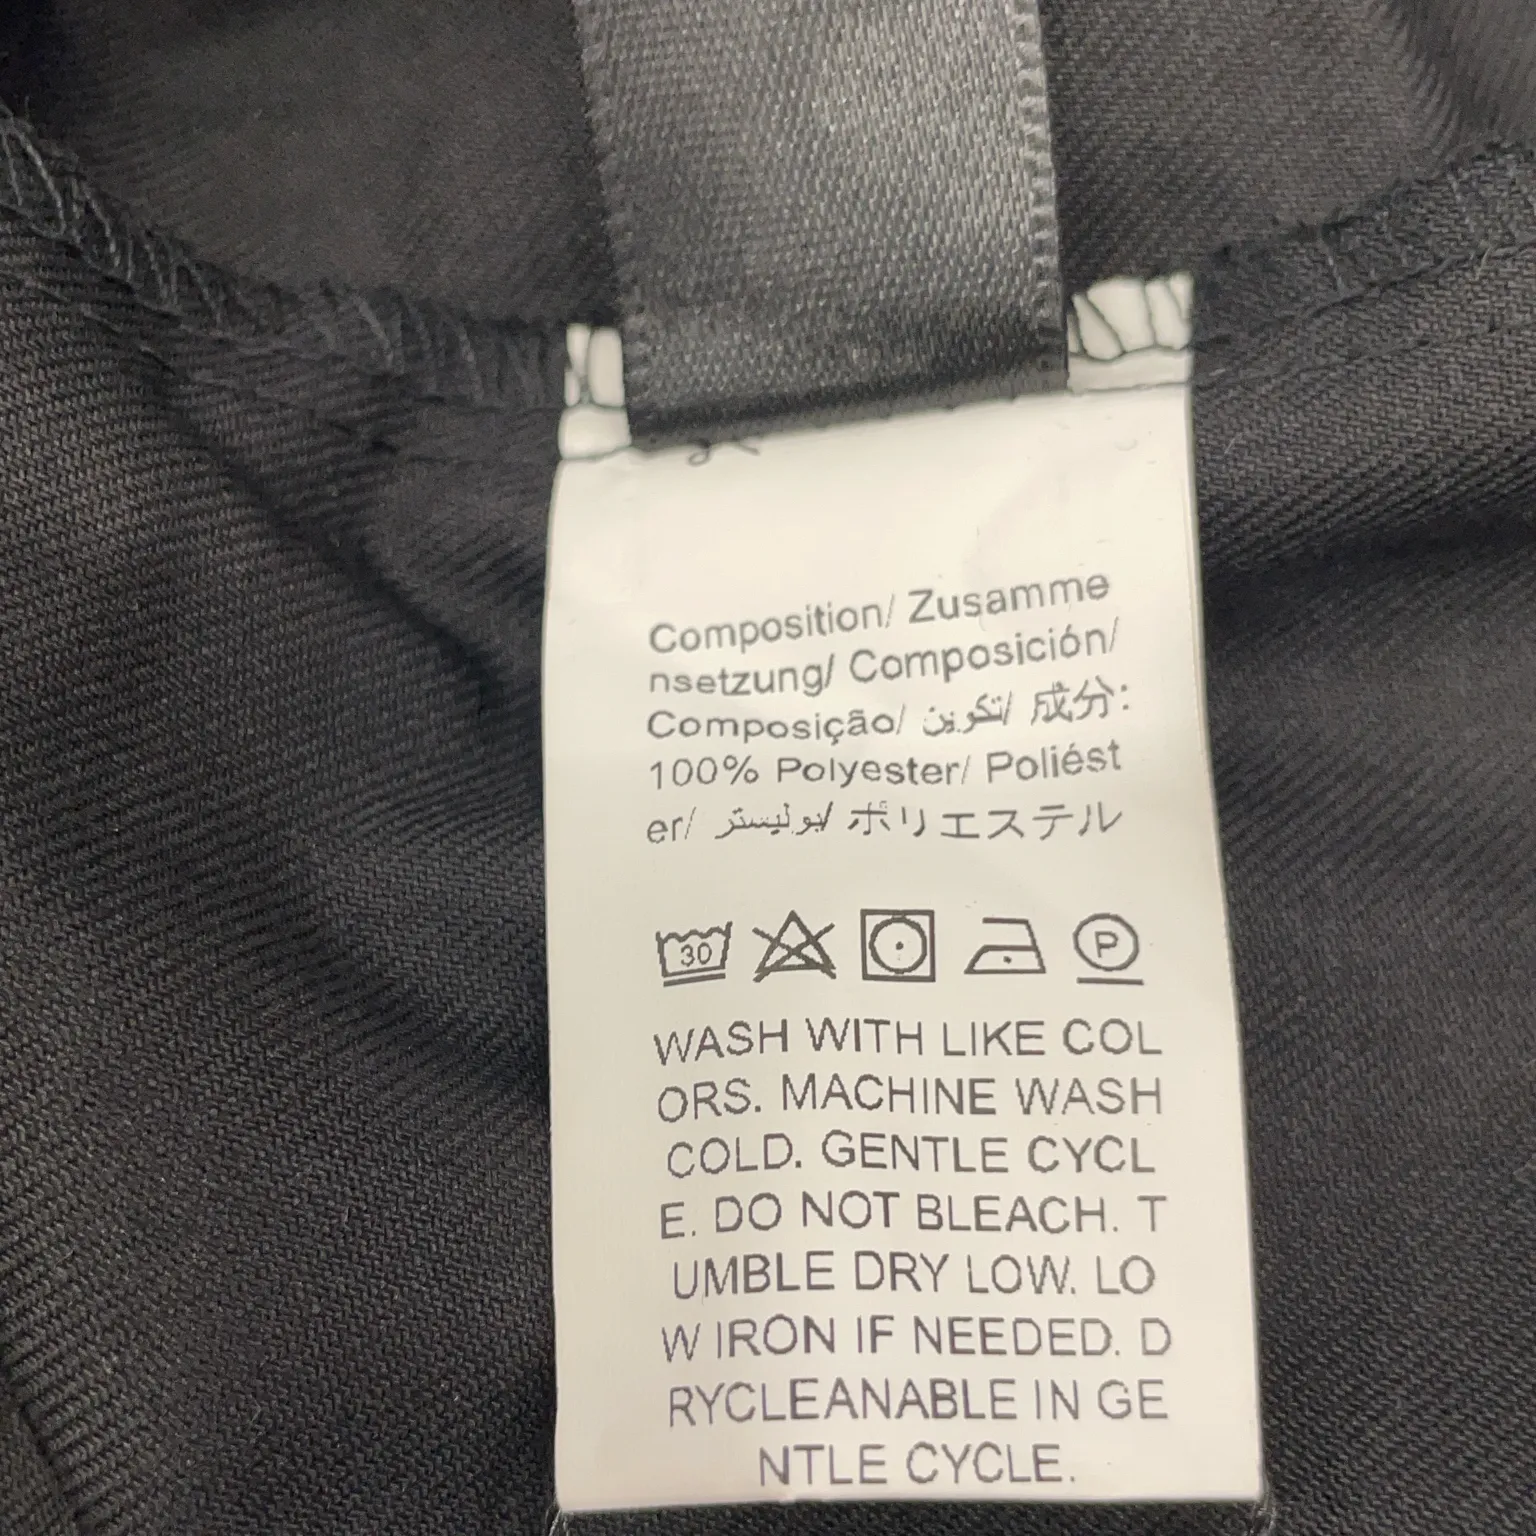 Composition/ Zusamme
nsetzung/ Composición/
Composição/ تكوين/ 成分:
100% Polyester/ Poliést
er/ بوليستر/ ポリエステル
30
P
WASH WITH LIKE COL
ORS. MACHINE WASH
COLD. GENTLE CYCL
E. DO NOT BLEACH. T
UMBLE DRY LOW. LO
W IRON IF NEEDED. D
RYCLEANABLE IN GE
NTLE CYCLE.